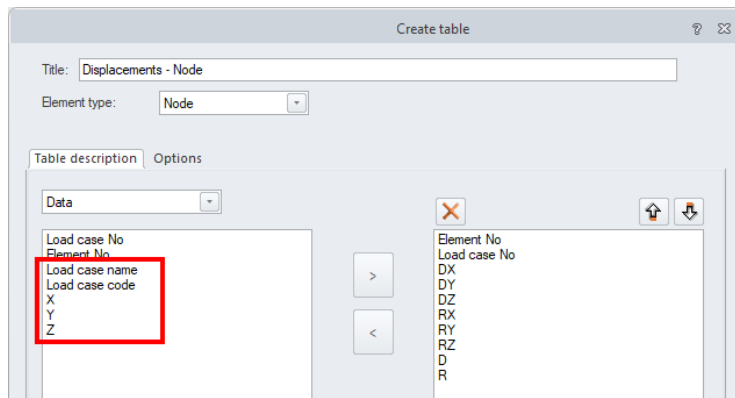 Create table
?
Title: Displacements - Node
Element type: Node
Table description Options
Data
Load case No
Element No
Load case name
Load case code
X
Y
Z
>
<
Element No
Load case No
DX
DY
DZ
RX
RY
RZ
D
R